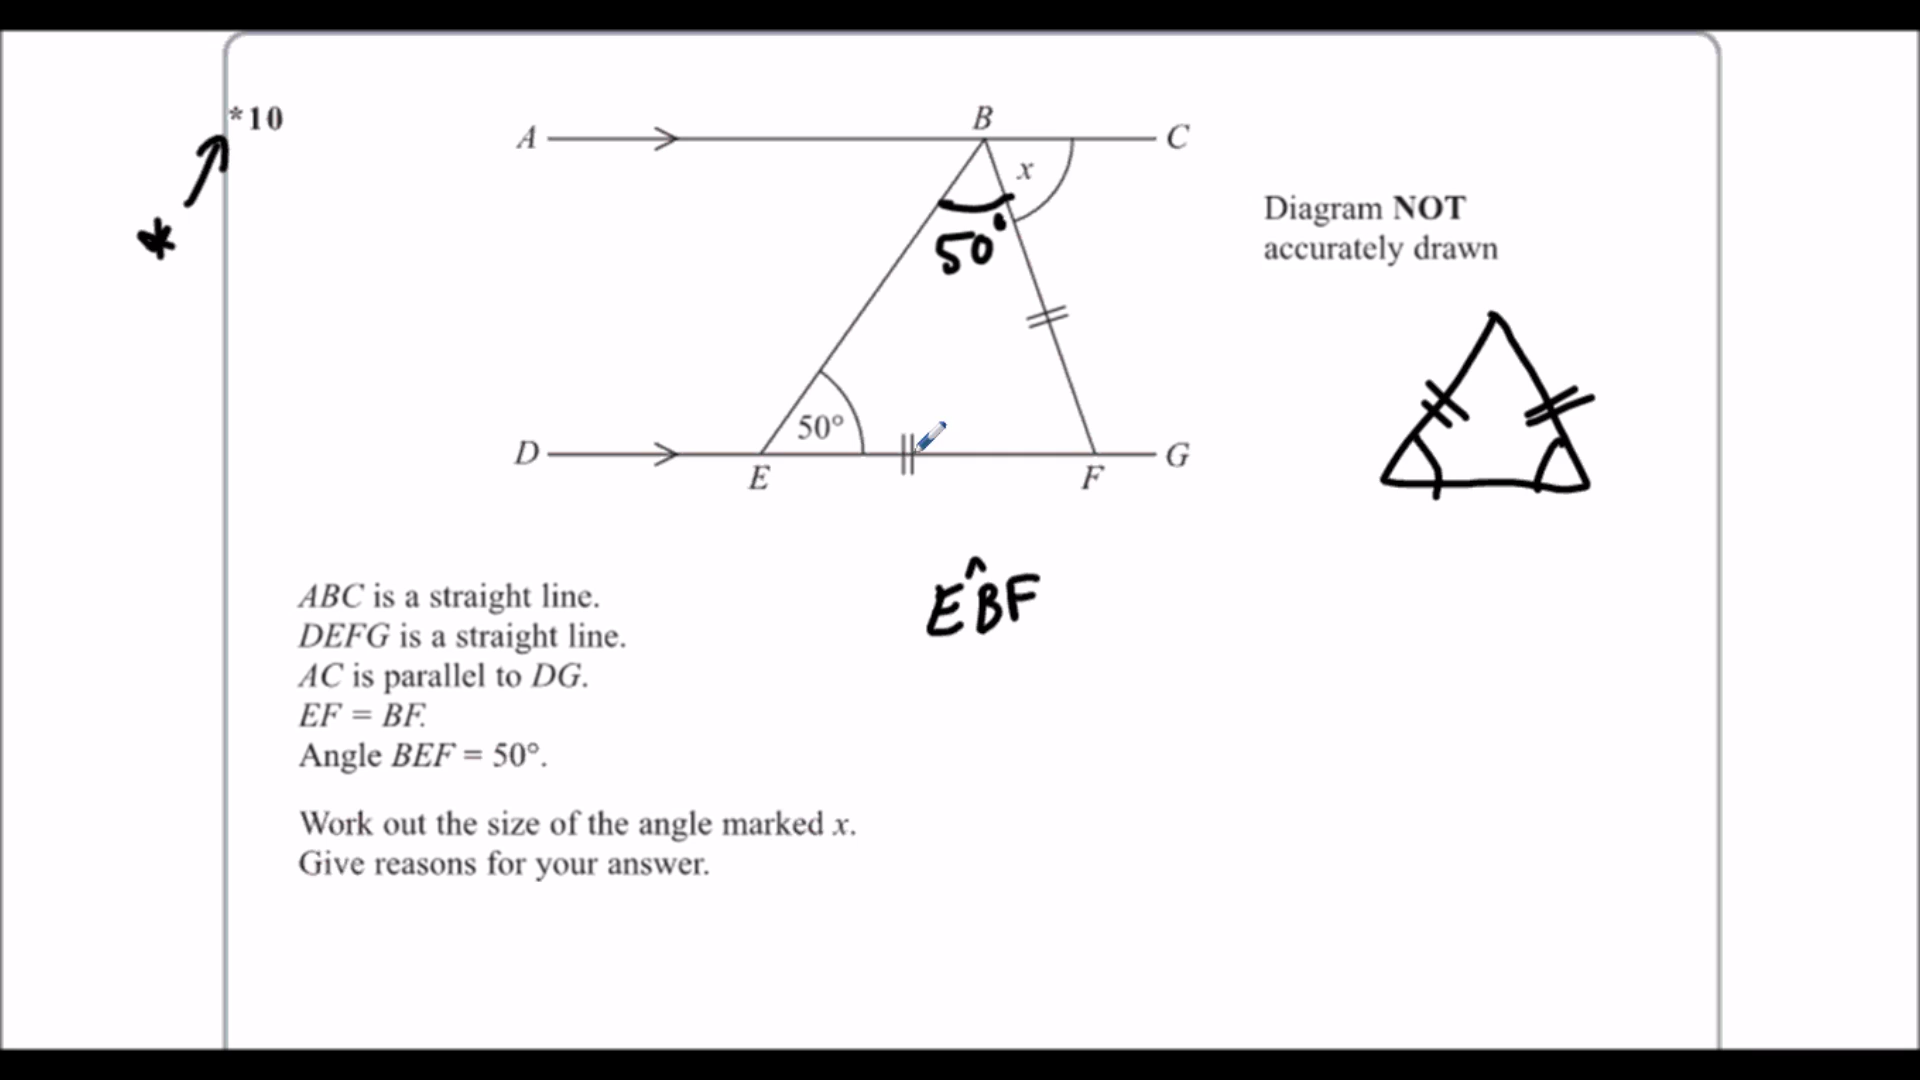 *10
*
A
B
C
x
50°
Diagram NOT
accurately drawn
50°
D
E
F
G
EB̂F
ABC is a straight line.
DEFG is a straight line.
AC is parallel to DG.
EF = BF.
Angle BEF = 50°.
Work out the size of the angle marked x.
Give reasons for your answer.